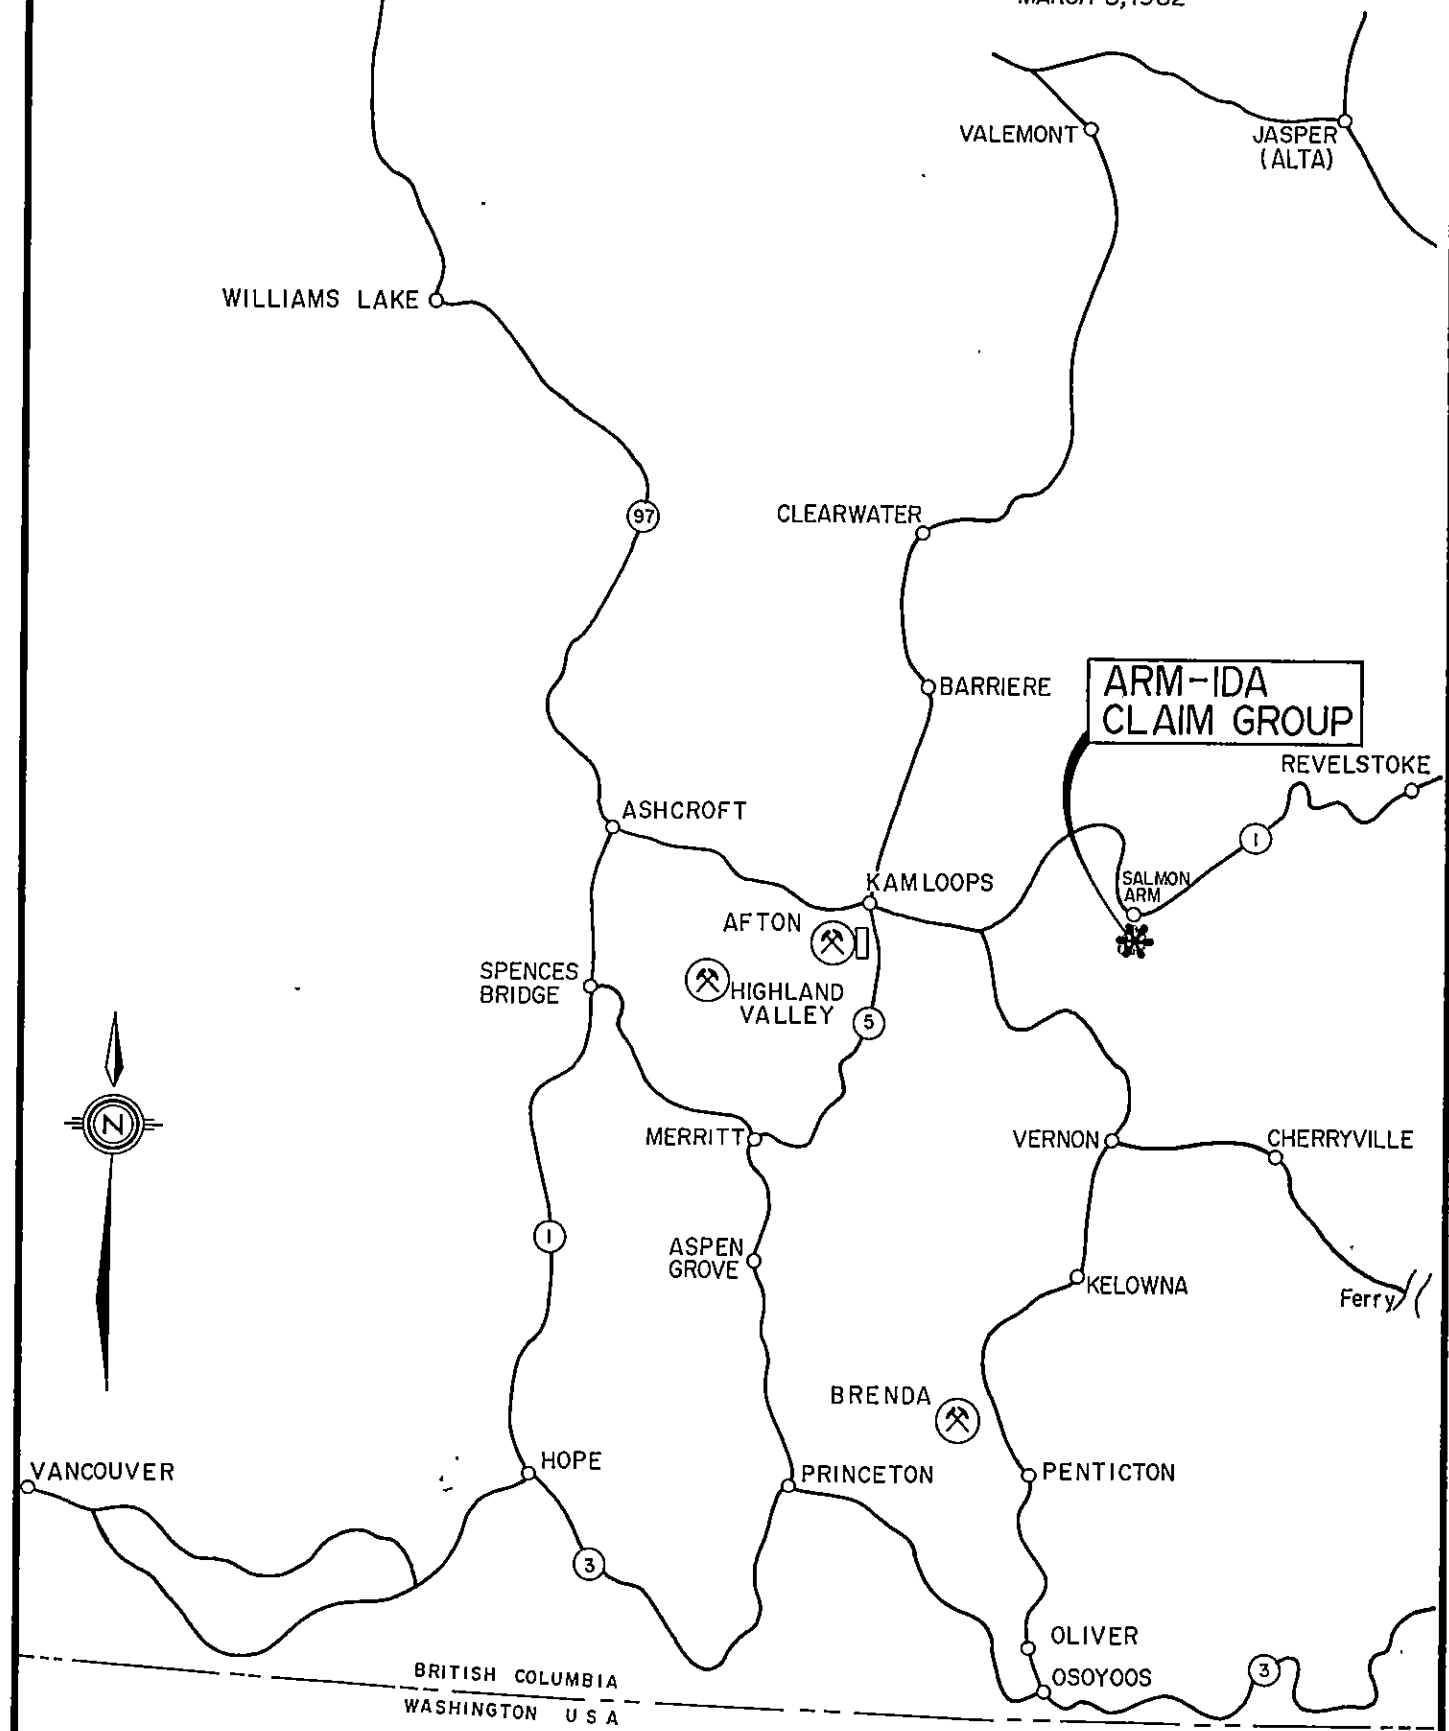 VALEMONT
JASPER
(ALTA)
WILLIAMS LAKE
97
CLEARWATER
BARRIERE
ARM-IDA
CLAIM GROUP
REVELSTOKE
ASHCROFT
1
KAMLOOPS
SALMON
ARM
AFTON
SPENCES
BRIDGE
HIGHLAND
VALLEY
5
N
MERRITT
VERNON
CHERRYVILLE
1
ASPEN
GROVE
KELOWNA
Ferry
BRENDA
VANCOUVER
HOPE
PRINCETON
PENTICTON
3
OLIVER
OSOYOOS
3
BRITISH COLUMBIA
WASHINGTON U S A